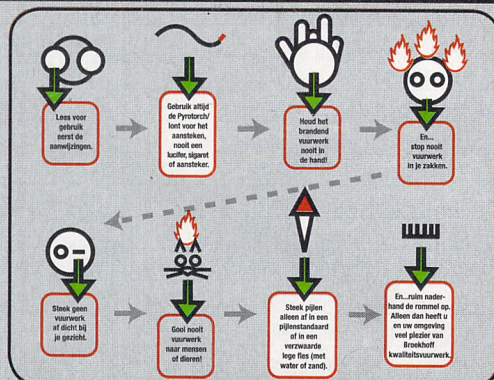 Lees voor
gebruik
eerst de
aanwijzingen.
Gebruik altijd
de Pyrotorch/
lont voor het
aansteken,
nooit een
lucifer, sigaret
of aansteker.
Houd het
brandend
vuurwerk
nooit in
de hand!
En...
stop nooit
vuurwerk
in je zakken.
Steek geen
vuurwerk
af dicht bij
je gezicht.
Gooi nooit
vuurwerk
naar mensen
of dieren!
Steek pijlen
alleen af in een
pijlenstandaard
of in een
verzwaarde
lege fles (met
water of zand).
En...ruim nader-
hand de rommel op.
Alleen dan heeft u
en uw omgeving
veel plezier van
Broekhoff
kwaliteitsvuurwerk.